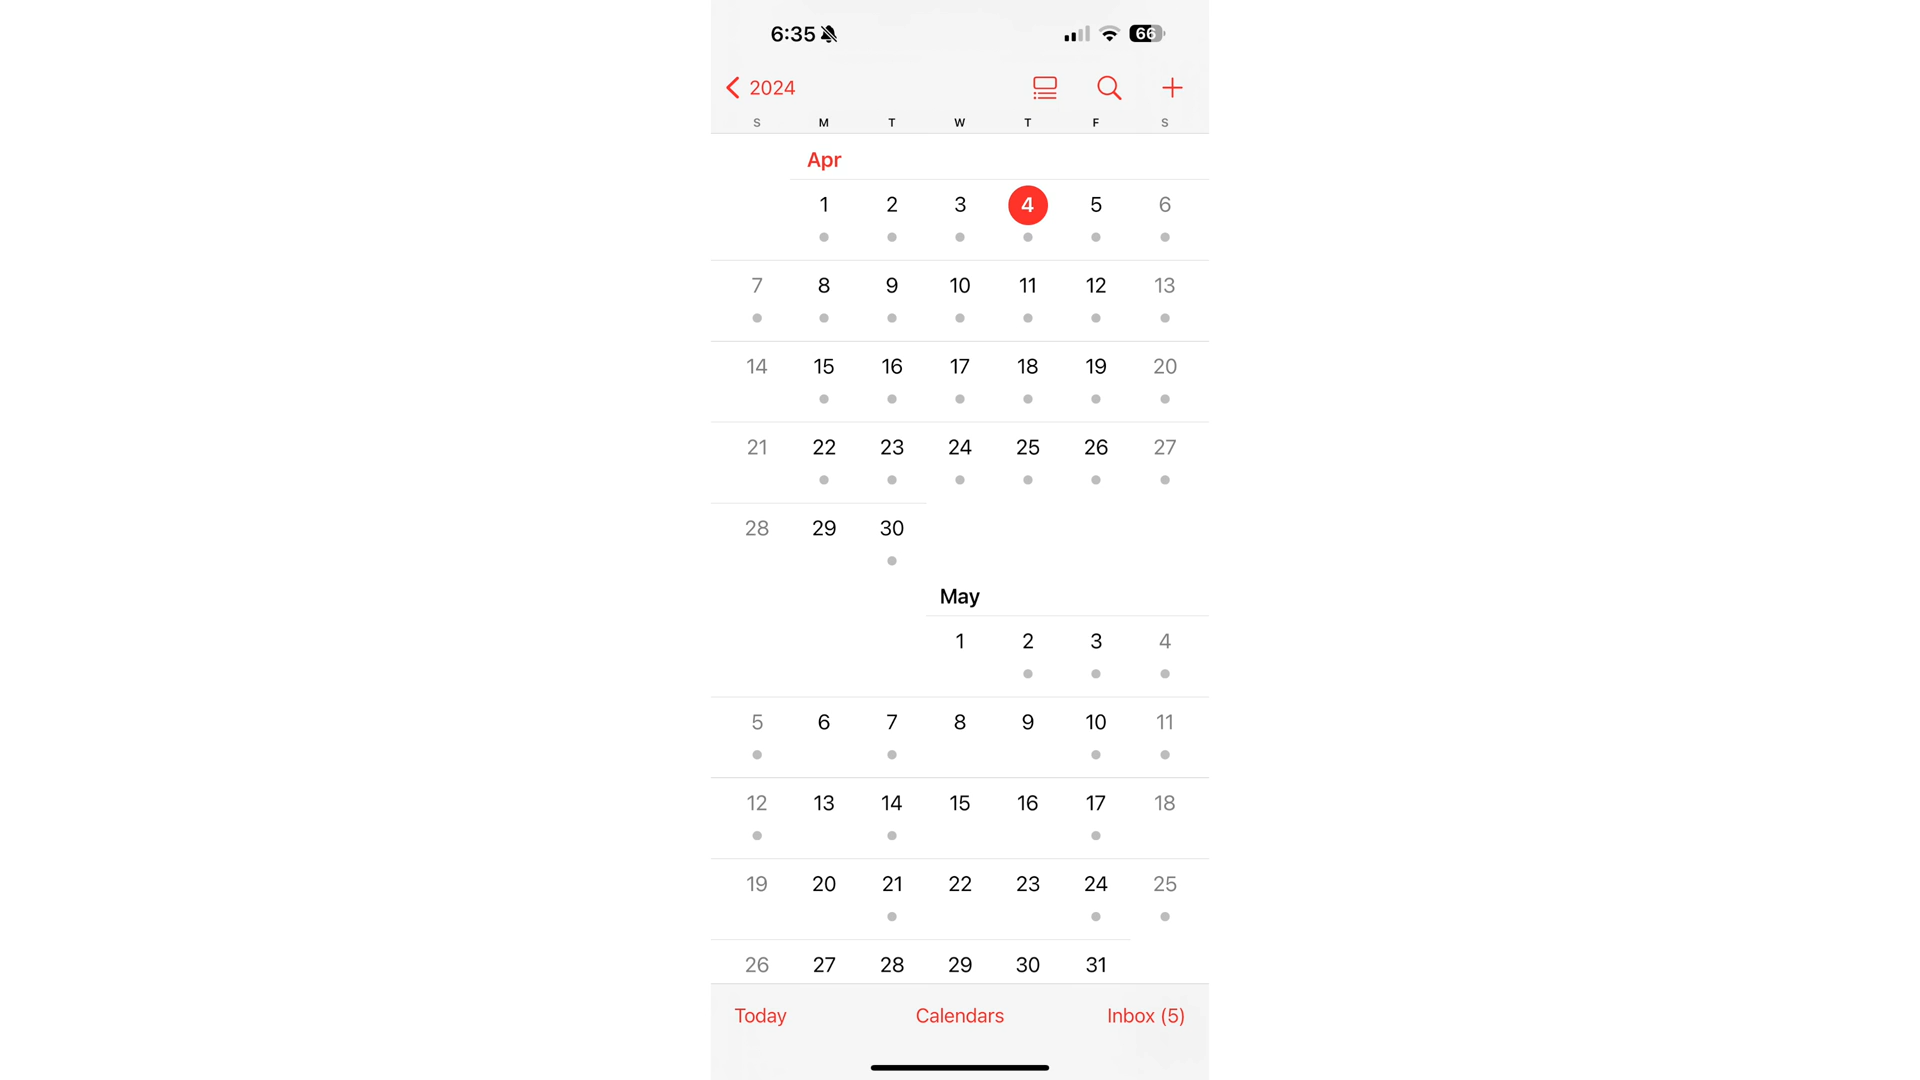 6:35 66
2024
S M T W T F S
Apr
1 2 3 4 5 6
7 8 9 10 11 12 13
14 15 16 17 18 19 20
21 22 23 24 25 26 27
28 29 30
May
1 2 3 4
5 6 7 8 9 10 11
12 13 14 15 16 17 18
19 20 21 22 23 24 25
26 27 28 29 30 31
Today Calendars Inbox (5)